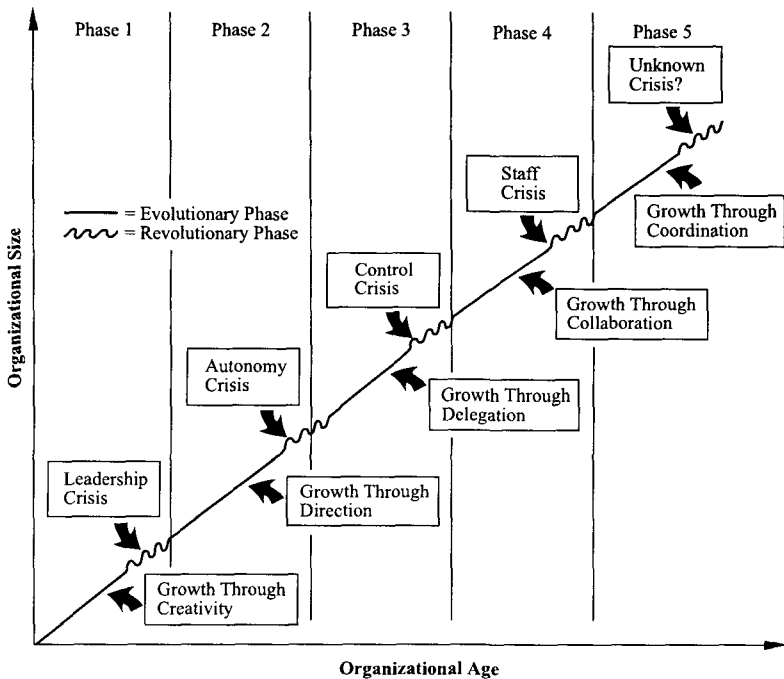 Phase 1
Phase 2
Phase 3
Phase 4
Phase 5
Unknown
Crisis?
Staff
Crisis
= Evolutionary Phase
= Revolutionary Phase
Growth Through
Coordination
Control
Crisis
Growth Through
Collaboration
Autonomy
Crisis
Growth Through
Delegation
Leadership
Crisis
Growth Through
Direction
Growth Through
Creativity
Organizational Size
Organizational Age